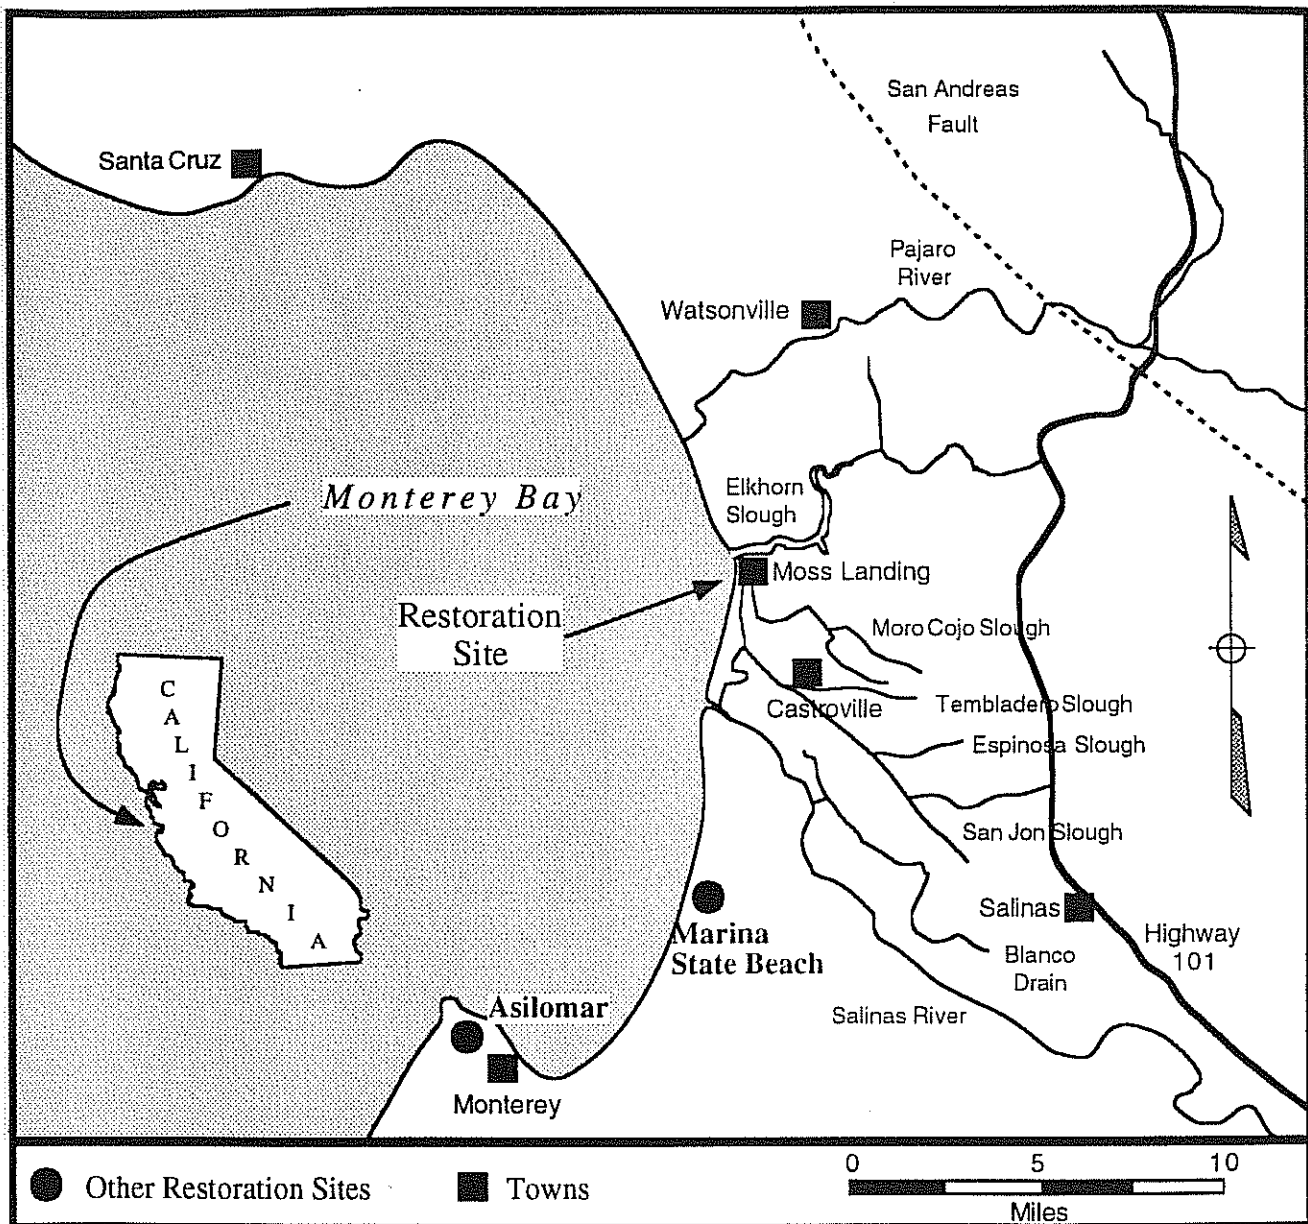 San Andreas
Fault
Santa Cruz
Pajaro
River
Watsonville
Monterey Bay
Elkhorn
Slough
Moss Landing
Restoration
Site
Moro Cojo Slough
CALIFORNIA
Castroville
Tembladero Slough
Espinosa Slough
San Jon Slough
Salinas
Marina
State Beach
Highway
101
Blanco
Drain
Asilomar
Salinas River
Monterey
Other Restoration Sites
Towns
0 5 10
Miles